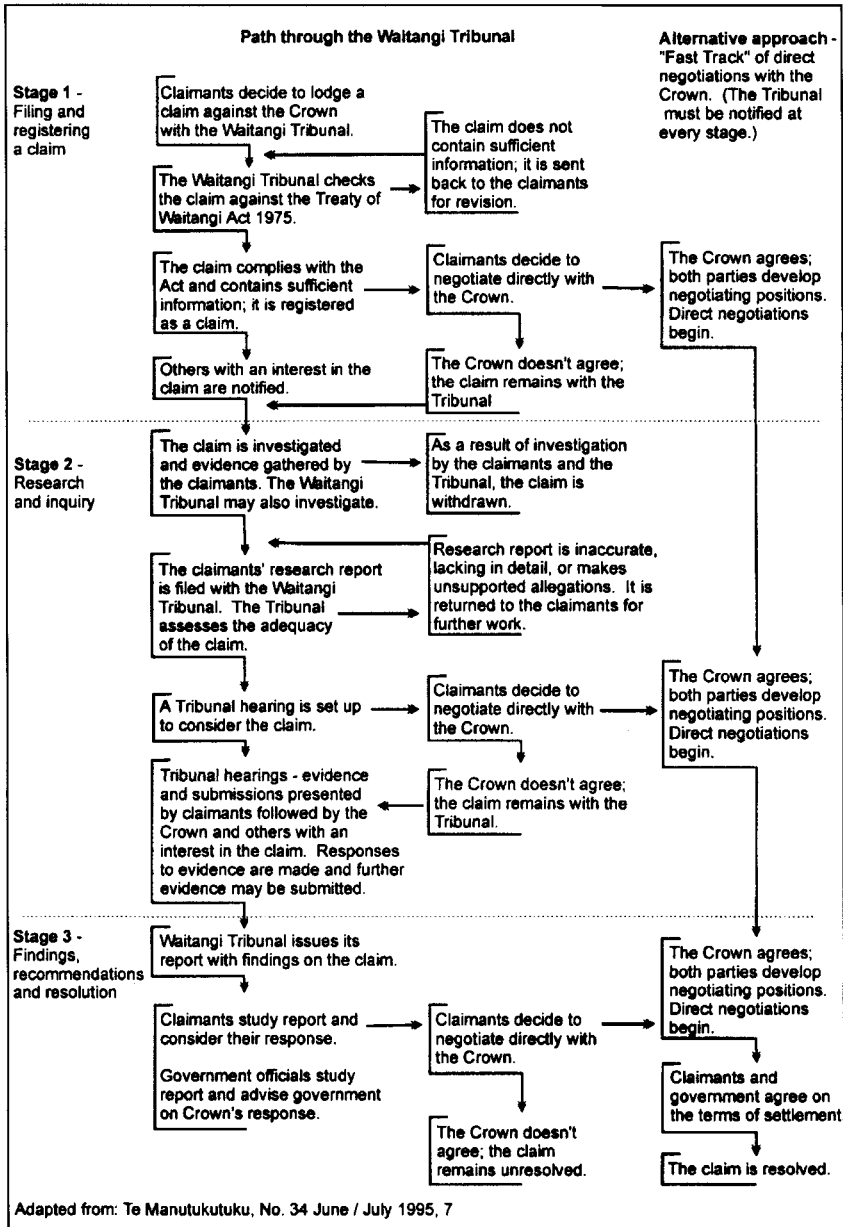 Path through the Waitangi Tribunal
Alternative approach -
"Fast Track" of direct
negotiations with the
Crown. (The Tribunal
must be notified at
every stage.)
Stage 1 -
Filing and
registering
a claim
Claimants decide to lodge a
claim against the Crown
with the Waitangi Tribunal.
The claim does not
contain sufficient
information; it is sent
back to the claimants
for revision.
The Waitangi Tribunal checks
the claim against the Treaty of
Waitangi Act 1975.
The claim complies with the
Act and contains sufficient
information; it is registered
as a claim.
Claimants decide to
negotiate directly with
the Crown.
The Crown agrees;
both parties develop
negotiating positions.
Direct negotiations
begin.
Others with an interest in the
claim are notified.
The Crown doesn't agree;
the claim remains with the
Tribunal
Stage 2 -
Research
and inquiry
The claim is investigated
and evidence gathered by
the claimants. The Waitangi
Tribunal may also investigate.
As a result of investigation
by the claimants and the
Tribunal, the claim is
withdrawn.
The claimants' research report
is filed with the Waitangi
Tribunal. The Tribunal
assesses the adequacy
of the claim.
Research report is inaccurate,
lacking in detail, or makes
unsupported allegations. It is
returned to the claimants for
further work.
A Tribunal hearing is set up
to consider the claim.
Claimants decide to
negotiate directly with
the Crown.
The Crown agrees;
both parties develop
negotiating positions.
Direct negotiations
begin.
Tribunal hearings - evidence
and submissions presented
by claimants followed by the
Crown and others with an
interest in the claim. Responses
to evidence are made and further
evidence may be submitted.
The Crown doesn't agree;
the claim remains with the
Tribunal.
Stage 3 -
Findings,
recommendations
and resolution
Waitangi Tribunal issues its
report with findings on the claim.
The Crown agrees;
both parties develop
negotiating positions.
Direct negotiations
begin.
Claimants study report and
consider their response.
Government officials study
report and advise government
on Crown's response.
Claimants decide to
negotiate directly with
the Crown.
Claimants and
government agree on
the terms of settlement
The Crown doesn't
agree; the claim
remains unresolved.
The claim is resolved.
Adapted from: Te Manutukutuku, No. 34 June / July 1995, 7